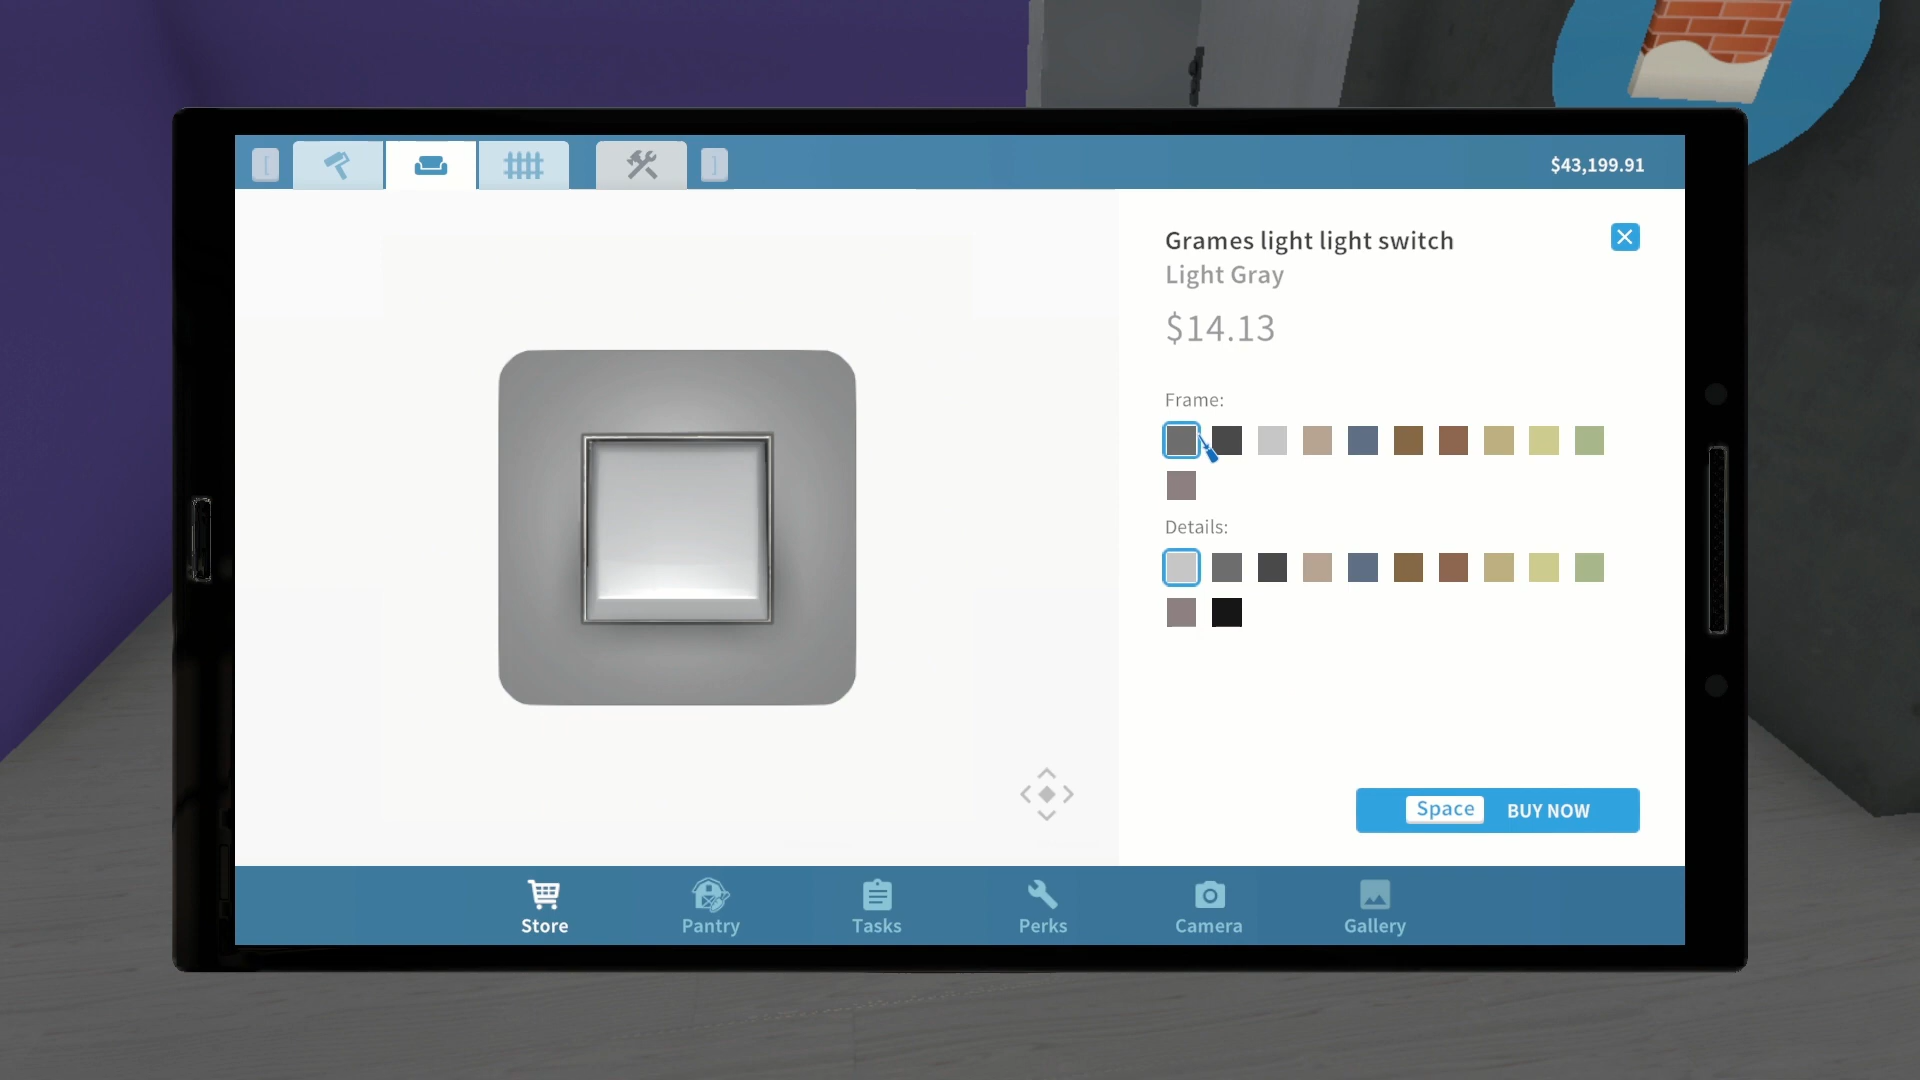 [
]
$43,199.91
Grames light light switch
Light Gray
$14.13
Frame:
Details:
Space BUY NOW
Store
Pantry
Tasks
Perks
Camera
Gallery